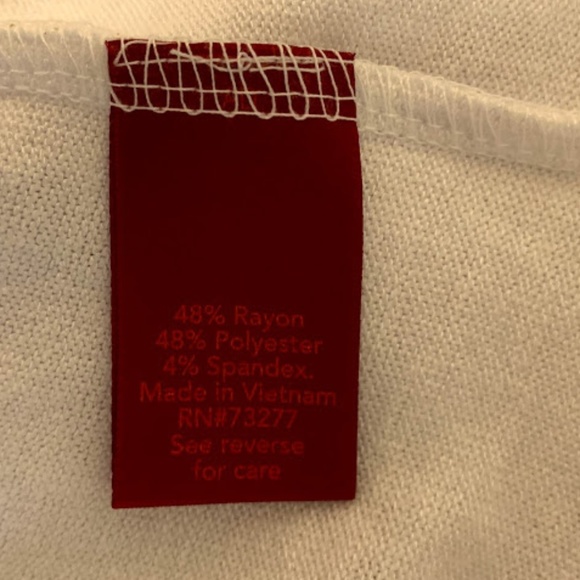 48% Rayon
48% Polyester
4% Spandex.
Made in Vietnam
RN#73277
See reverse
for care